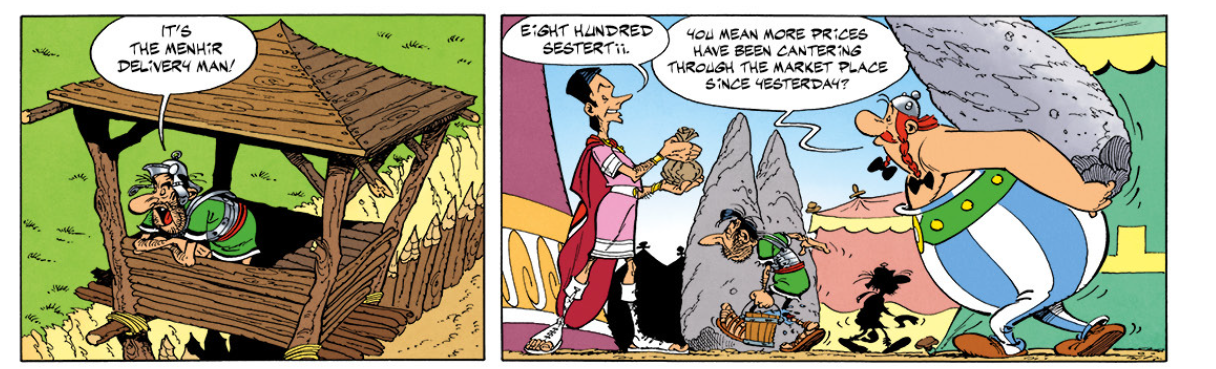 IT'S
THE MENHIR
DELIVERY MAN!
EIGHT HUNDRED
SESTERTII.
YOU MEAN MORE PRICES
HAVE BEEN CANTERING
THROUGH THE MARKET PLACE
SINCE YESTERDAY?